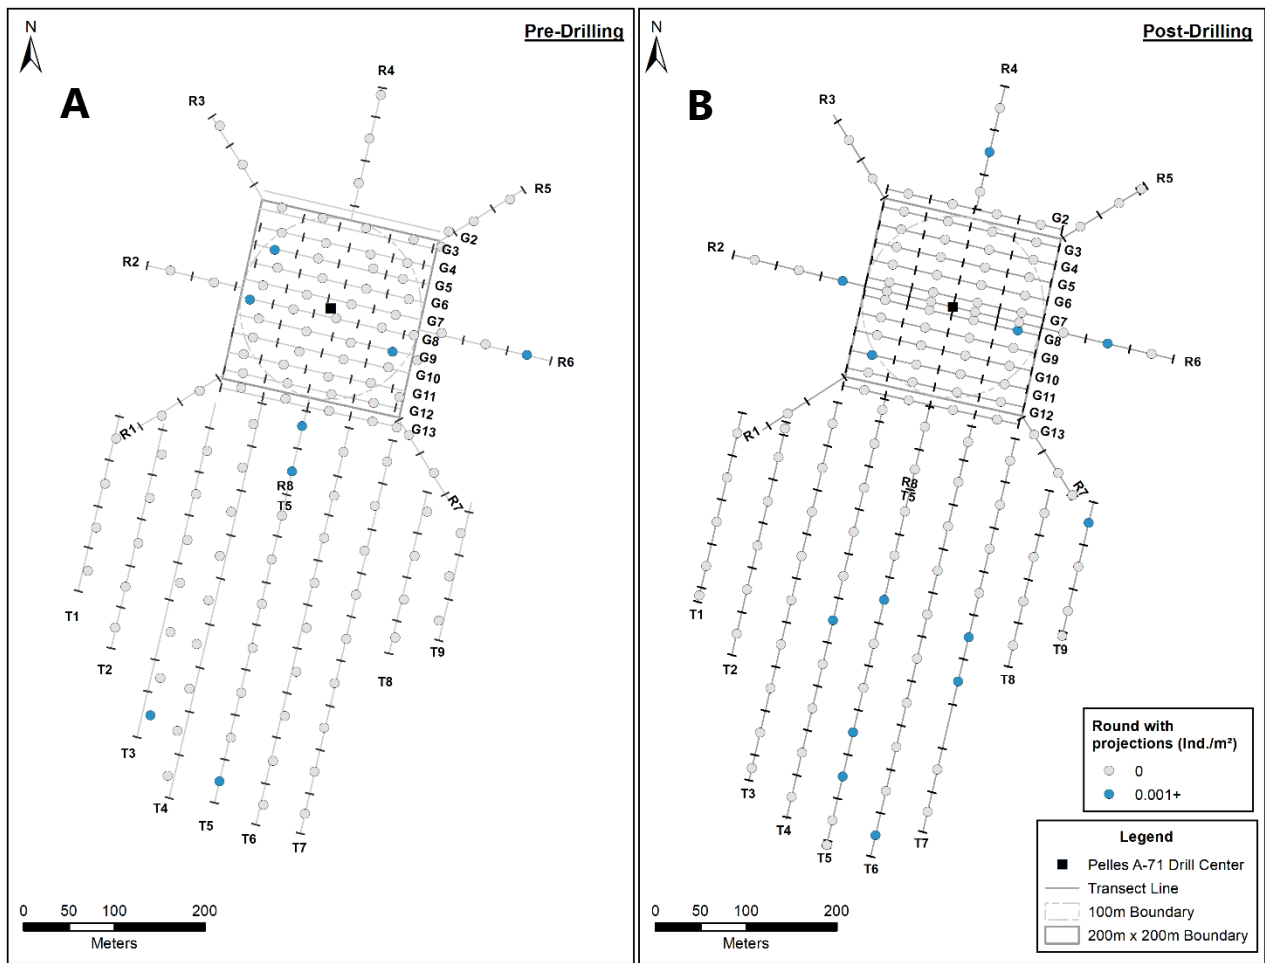 Pre-Drilling
N
A
R4
R3
R5
G2
G3
R2
G4
G5
G6
G7
G8
R6
G9
G10
G11
G12
R1
G13
R8
T5
R7
T1
T2
T9
T8
T3
T4
T5
T6
T7
0 50 100 200
Meters
Post-Drilling
N
B
R4
R3
R5
G2
R2
G3
G4
G5
G6
G7
G8
R6
G9
G10
G11
G12
R1
G13
R8
T5
R7
T1
T9
T2
T8
T3
T4
T7
T5
T6
0 50 100 200
Meters
Round with
projections (Ind./m²)
0
0.001+
Legend
Pelles A-71 Drill Center
Transect Line
100m Boundary
200m x 200m Boundary